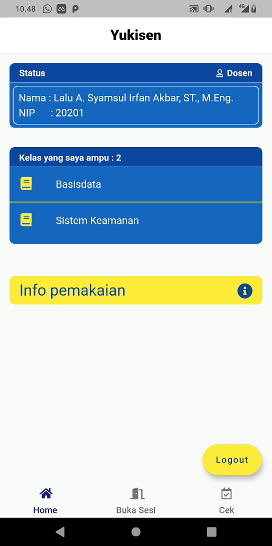 10.48
4G
Yukisen
Status
Dosen
Nama : Lalu A. Syamsul Irfan Akbar, ST., M.Eng.
NIP : 20201
Kelas yang saya ampu : 2
Basisdata
Sistem Keamanan
Info pemakaian
Logout
Home
Buka Sesi
Cek